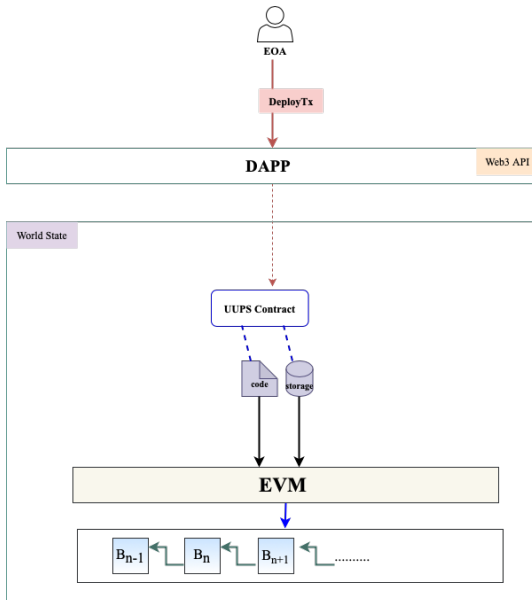 EOA
DeployTx
DAPP
Web3 API
World State
UUPS Contract
code
storage
EVM
Bn-1
Bn
Bn+1
..........